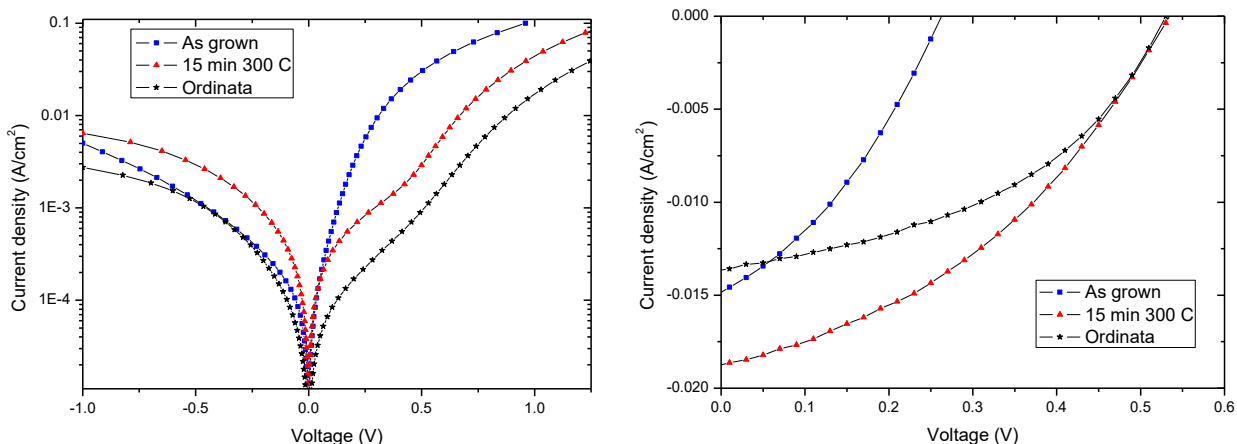 0.1
0.01
1E-3
1E-4
Current density (A/cm²)
As grown
15 min 300 C
Ordinata
-1.0
-0.5
0.0
0.5
1.0
Voltage (V)
0.000
-0.005
-0.010
-0.015
-0.020
Current density (A/cm²)
As grown
15 min 300 C
Ordinata
0.0
0.1
0.2
0.3
0.4
0.5
0.6
Voltage (V)